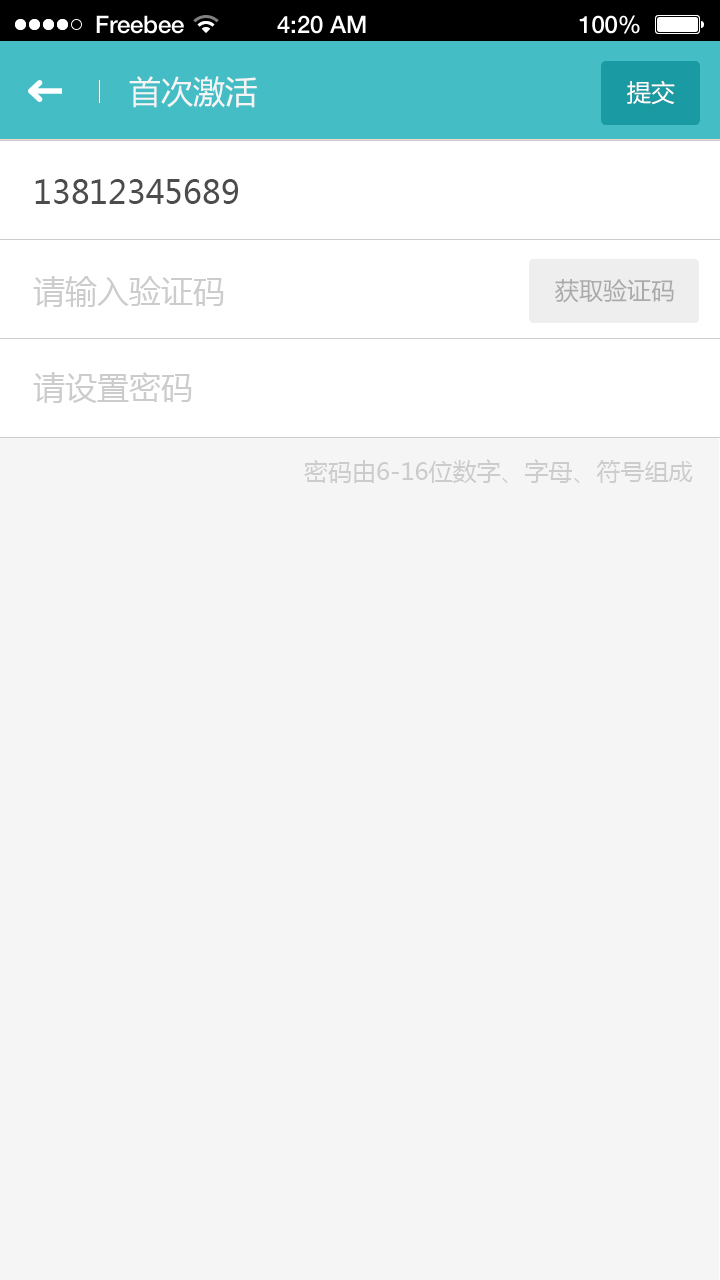 Freebee 4:20 AM 100%
首次激活 提交
13812345689
请输入验证码 获取验证码
请设置密码
密码由6-16位数字、字母、符号组成